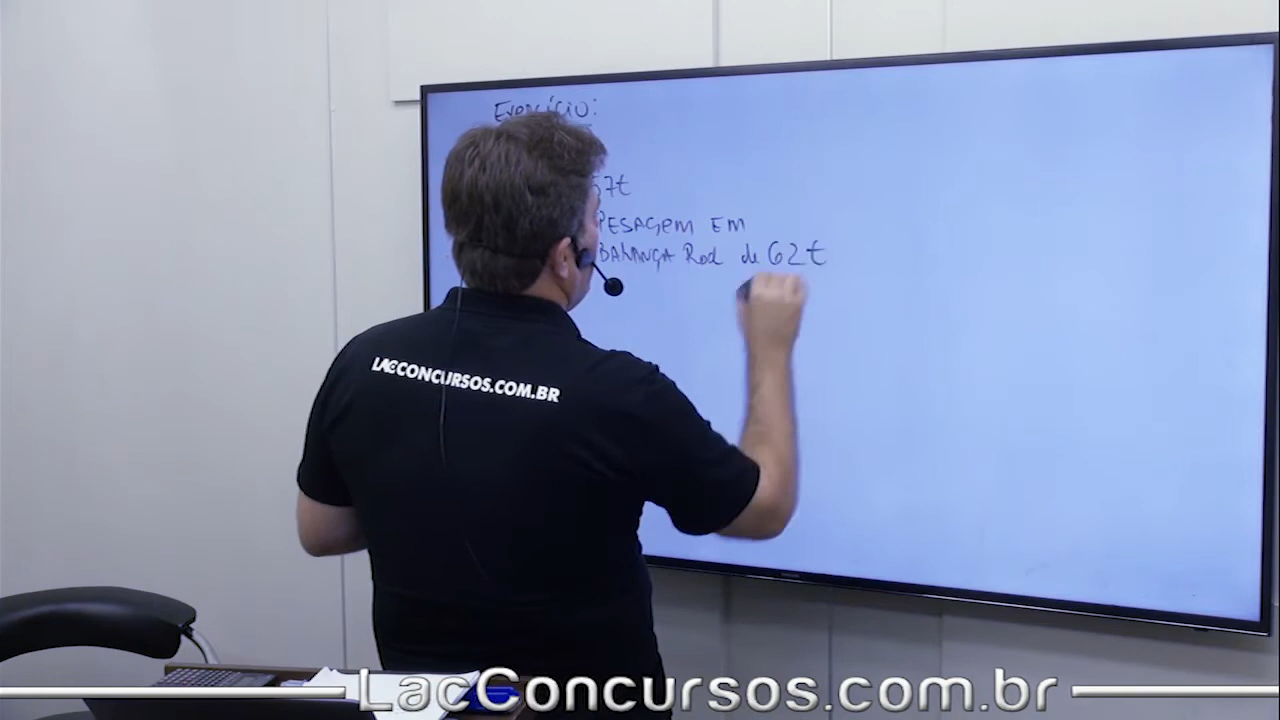 Exercício:
57t
PESAGEM EM
BALANÇA Rod de 62t
LACCONCURSOS.COM.BR
LacConcursos.com.br